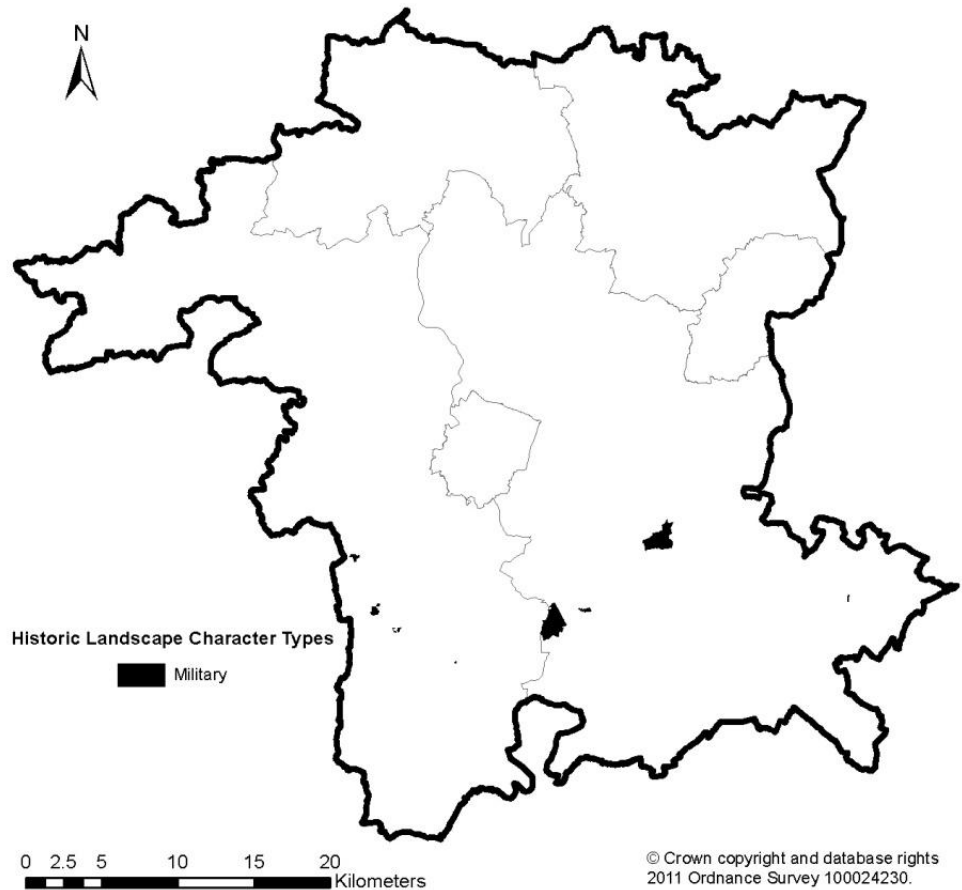 N
Historic Landscape Character Types
Military
0 2.5 5 10 15 20
Kilometers
© Crown copyright and database rights
2011 Ordnance Survey 100024230.